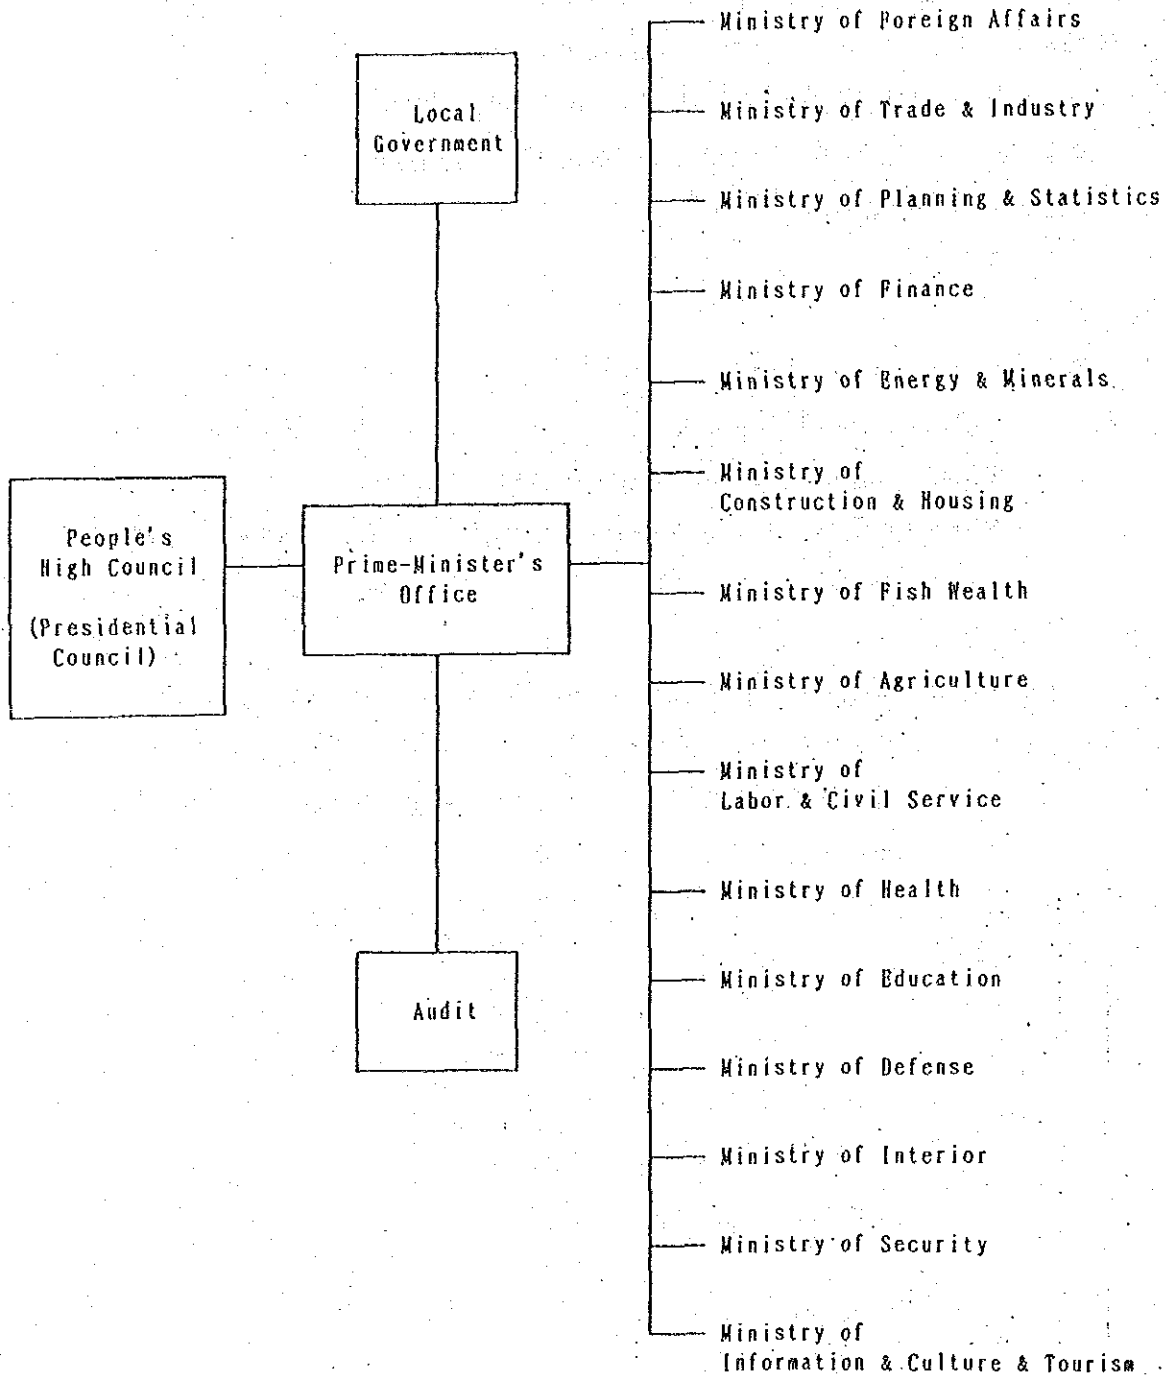 Local
Government
People's
High Council
(Presidential
Council)
Prime-Minister's
Office
Audit
Ministry of Foreign Affairs
Ministry of Trade & Industry
Ministry of Planning & Statistics
Ministry of Finance
Ministry of Energy & Minerals
Ministry of
Construction & Housing
Ministry of Fish Wealth
Ministry of Agriculture
Ministry of
Labor & Civil Service
Ministry of Health
Ministry of Education
Ministry of Defense
Ministry of Interior
Ministry of Security
Ministry of
Information & Culture & Tourism